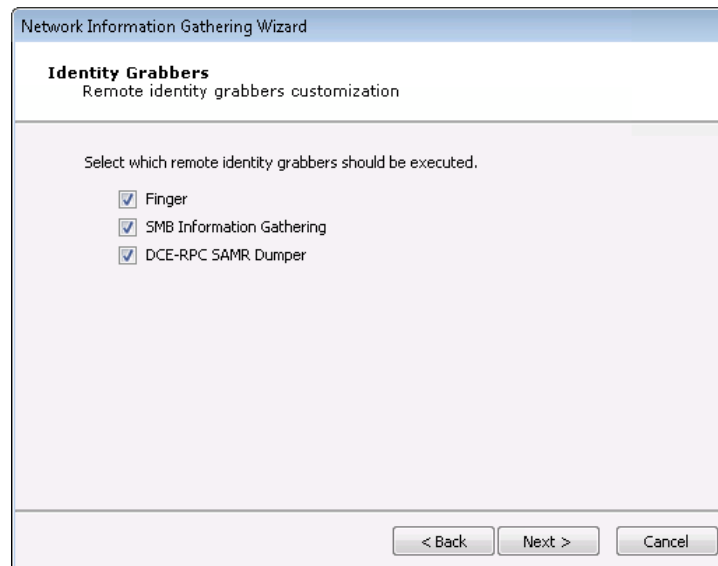 Network Information Gathering Wizard
Identity Grabbers
Remote identity grabbers customization
Select which remote identity grabbers should be executed.
Finger
SMB Information Gathering
DCE-RPC SAMR Dumper
< Back Next > Cancel